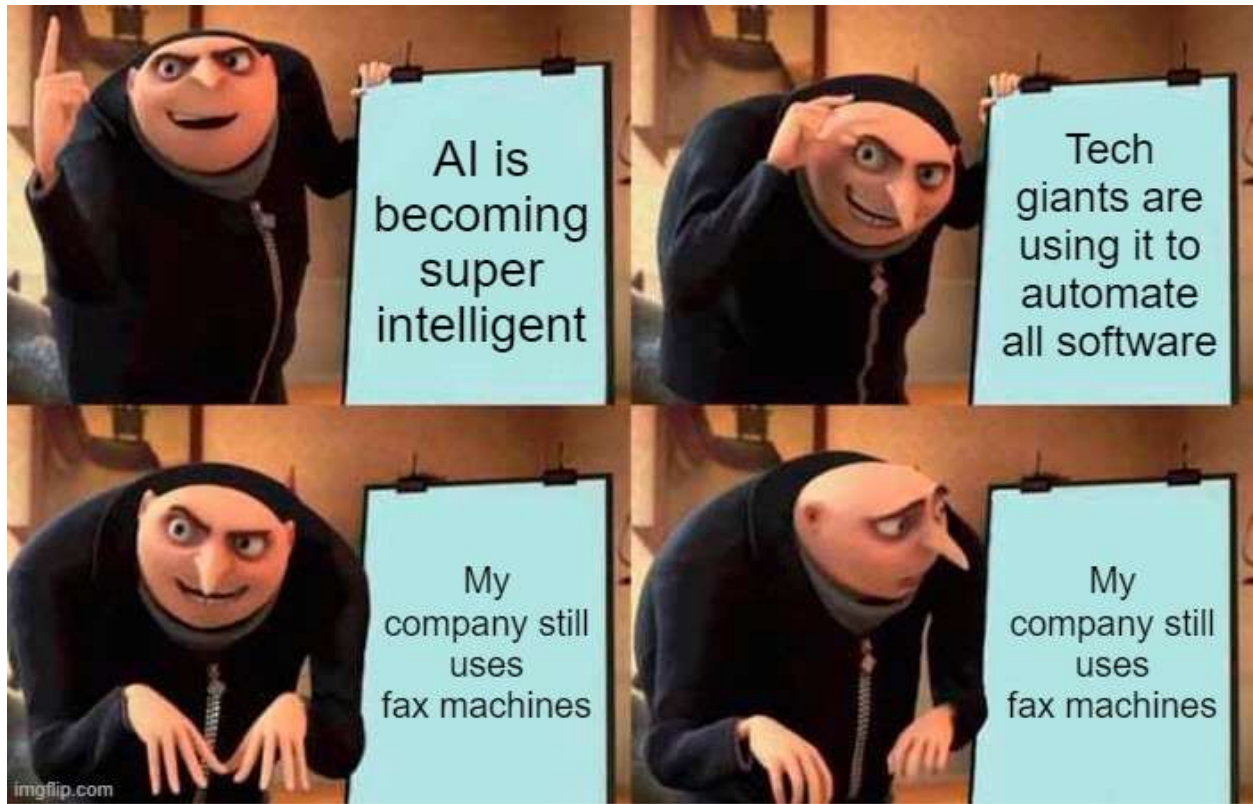 AI is
becoming
super
intelligent
Tech
giants are
using it to
automate
all software
My
company still
uses
fax machines
My
company still
uses
fax machines
imgflip.com